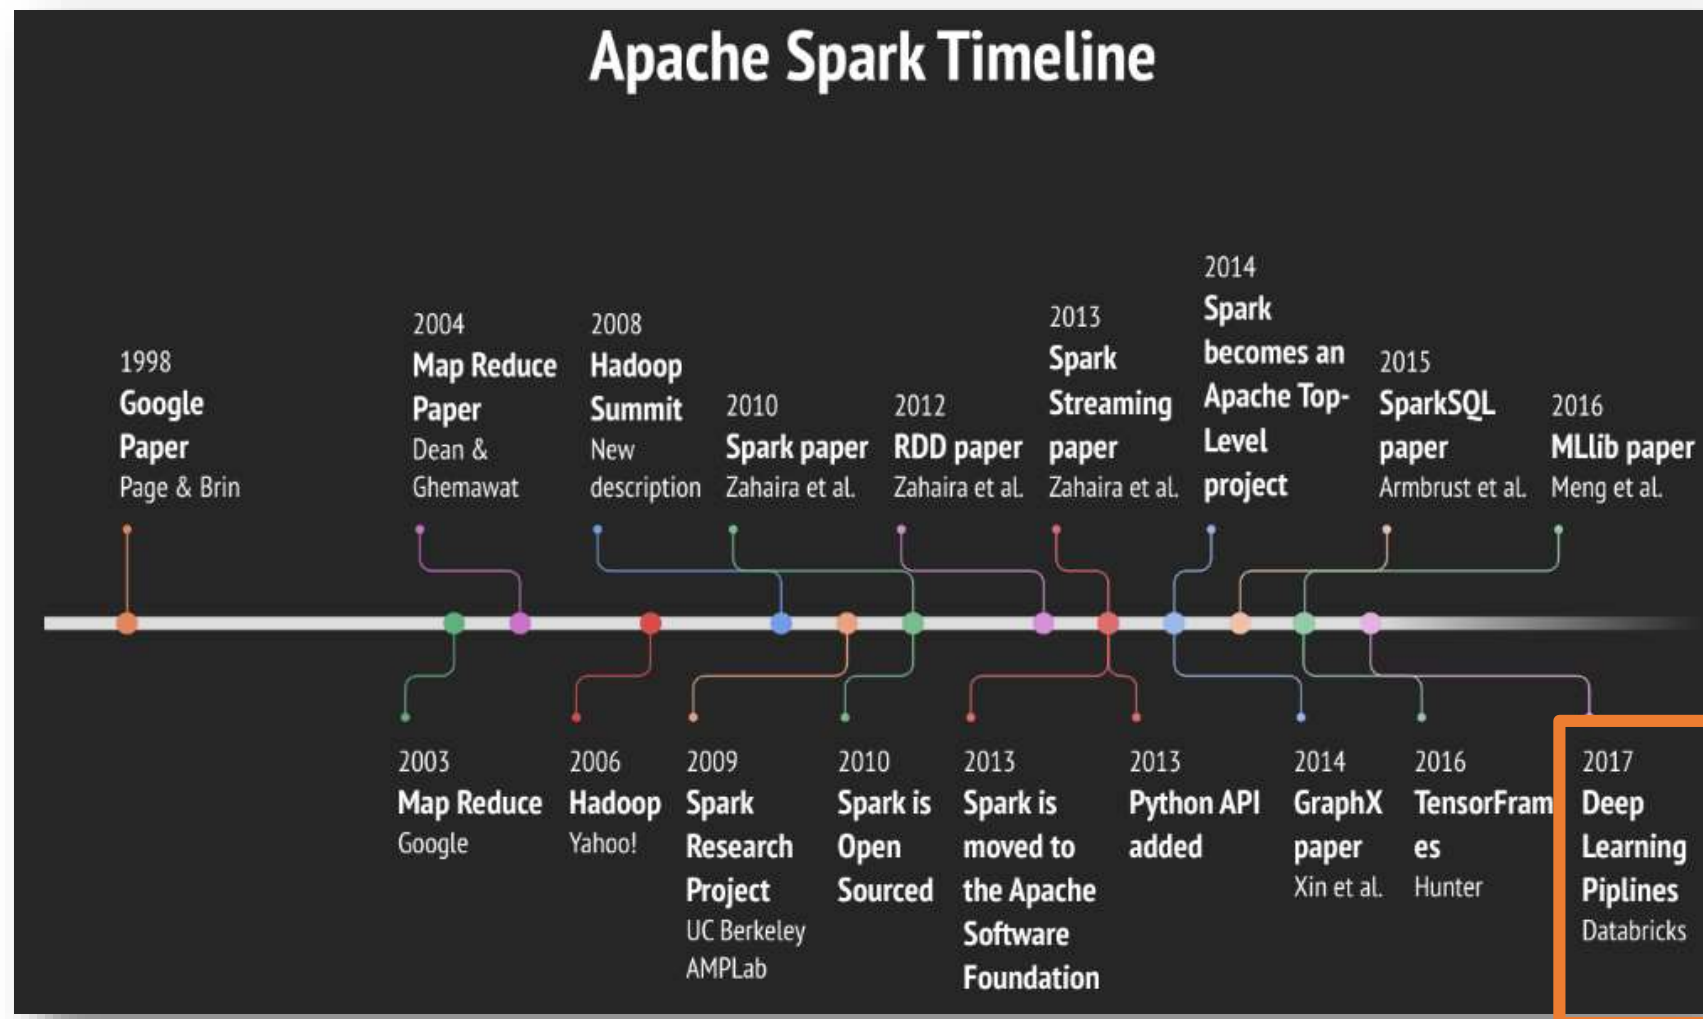 Apache Spark Timeline
1998
Google
Paper
Page & Brin
2004
Map Reduce
Paper
Dean &
Ghemawat
2008
Hadoop
Summit
New
description
2010
Spark paper
Zahaira et al.
2012
RDD paper
Zahaira et al.
2013
Spark
Streaming
paper
Zahaira et al.
2014
Spark
becomes an
Apache Top-
Level
project
2015
SparkSQL
paper
Armbrust et al.
2016
MLlib paper
Meng et al.
2003
Map Reduce
Google
2006
Hadoop
Yahoo!
2009
Spark
Research
Project
UC Berkeley
AMPLab
2010
Spark is
Open
Sourced
2013
Spark is
moved to
the Apache
Software
Foundation
2013
Python API
added
2014
GraphX
paper
Xin et al.
2016
TensorFram
es
Hunter
2017
Deep
Learning
Piplines
Databricks